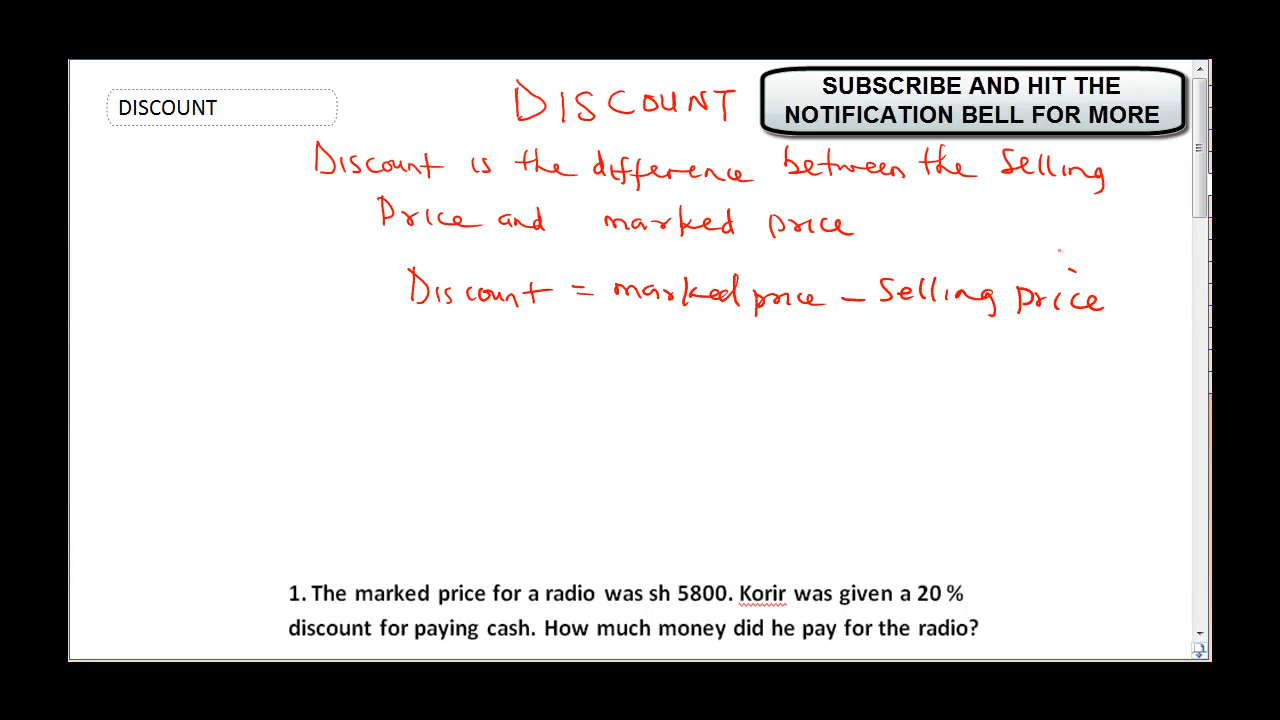 DISCOUNT
DISCOUNT
SUBSCRIBE AND HIT THE
NOTIFICATION BELL FOR MORE
Discount is the difference between the Selling
Price and marked price
Discount = marked price - Selling price
1. The marked price for a radio was sh 5800. Korir was given a 20 %
discount for paying cash. How much money did he pay for the radio?